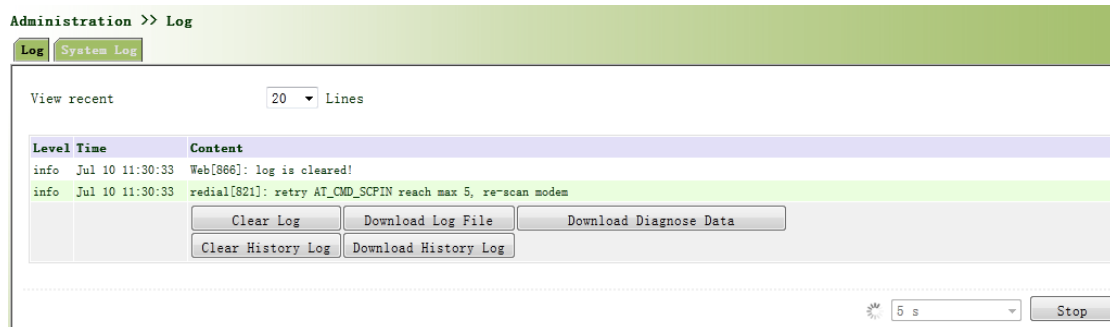 Administration >> Log
Log System Log
View recent 20 Lines
Level Time Content
info Jul 10 11:30:33 Web[866]: log is cleared!
info Jul 10 11:30:33 redial[821]: retry AT_CMD_SCPIN reach max 5, re-scan modem
Clear Log Download Log File Download Diagnose Data
Clear History Log Download History Log
5 s Stop